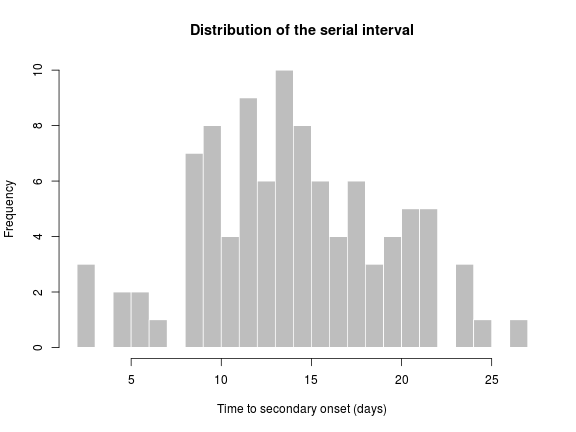 Distribution of the serial interval
Frequency
10
8
6
4
2
0
5 10 15 20 25
Time to secondary onset (days)